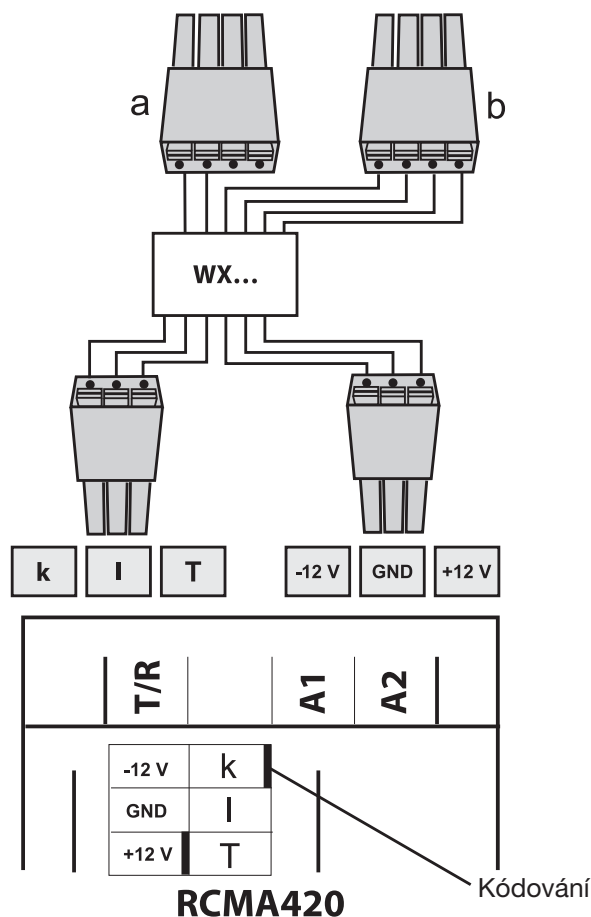 a
b
WX...
k l T
-12 V GND +12 V
T/R
A1
A2
-12 V k
GND l
+12 V T
Kódování
RCMA420